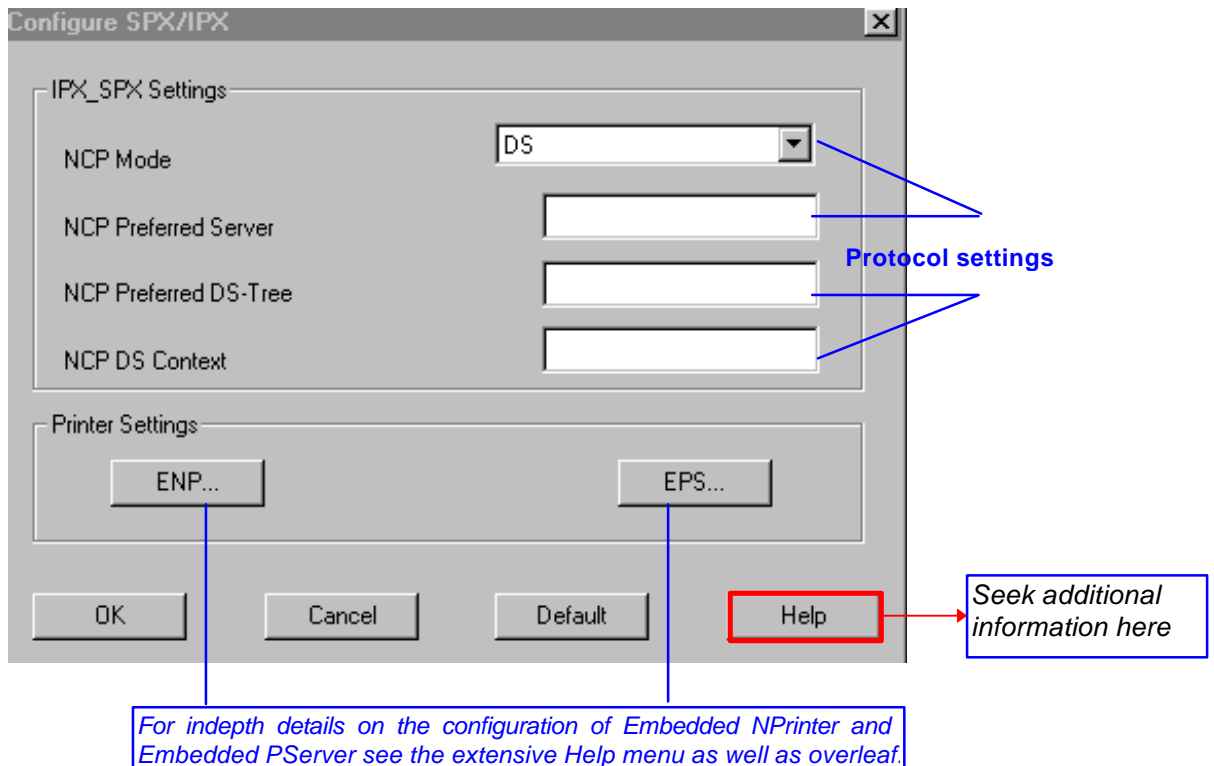 Configure SPX/IPX
IPX_SPX Settings
NCP Mode
DS
NCP Preferred Server
Protocol settings
NCP Preferred DS-Tree
NCP DS Context
Printer Settings
ENP...
EPS...
OK
Cancel
Default
Help
Seek additional
information here
For indepth details on the configuration of Embedded NPrinter and
Embedded PServer see the extensive Help menu as well as overleaf.